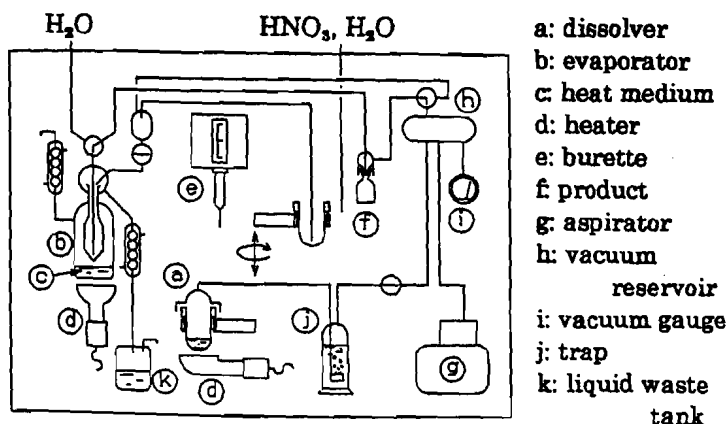 H₂O
HNO₃, H₂O
a: dissolver
b: evaporator
c: heat medium
d: heater
e: burette
f: product
g: aspirator
h: vacuum
reservoir
i: vacuum gauge
j: trap
k: liquid waste
tank
h
e
f
i
b
c
a
d
j
k
d
g